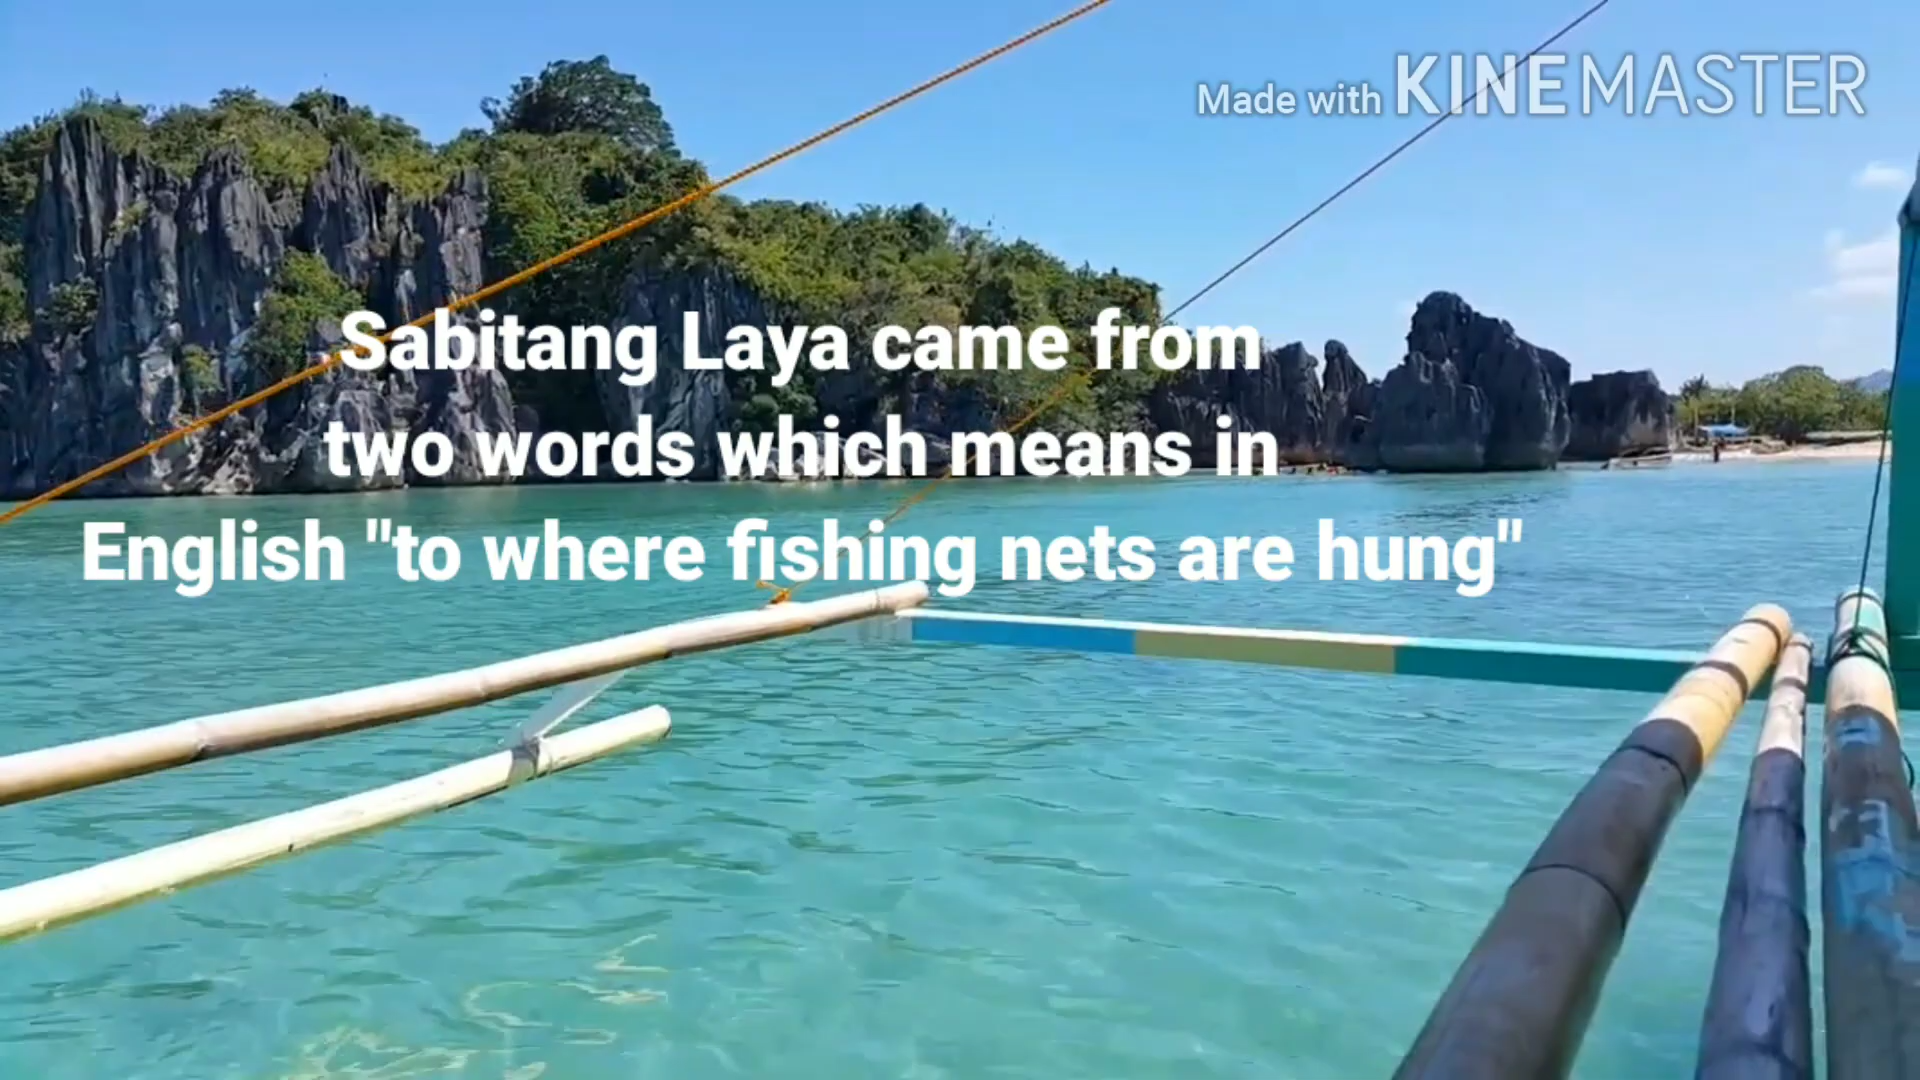 Made with KINEMASTER
Sabitang Laya came from
two words which means in
English "to where fishing nets are hung"